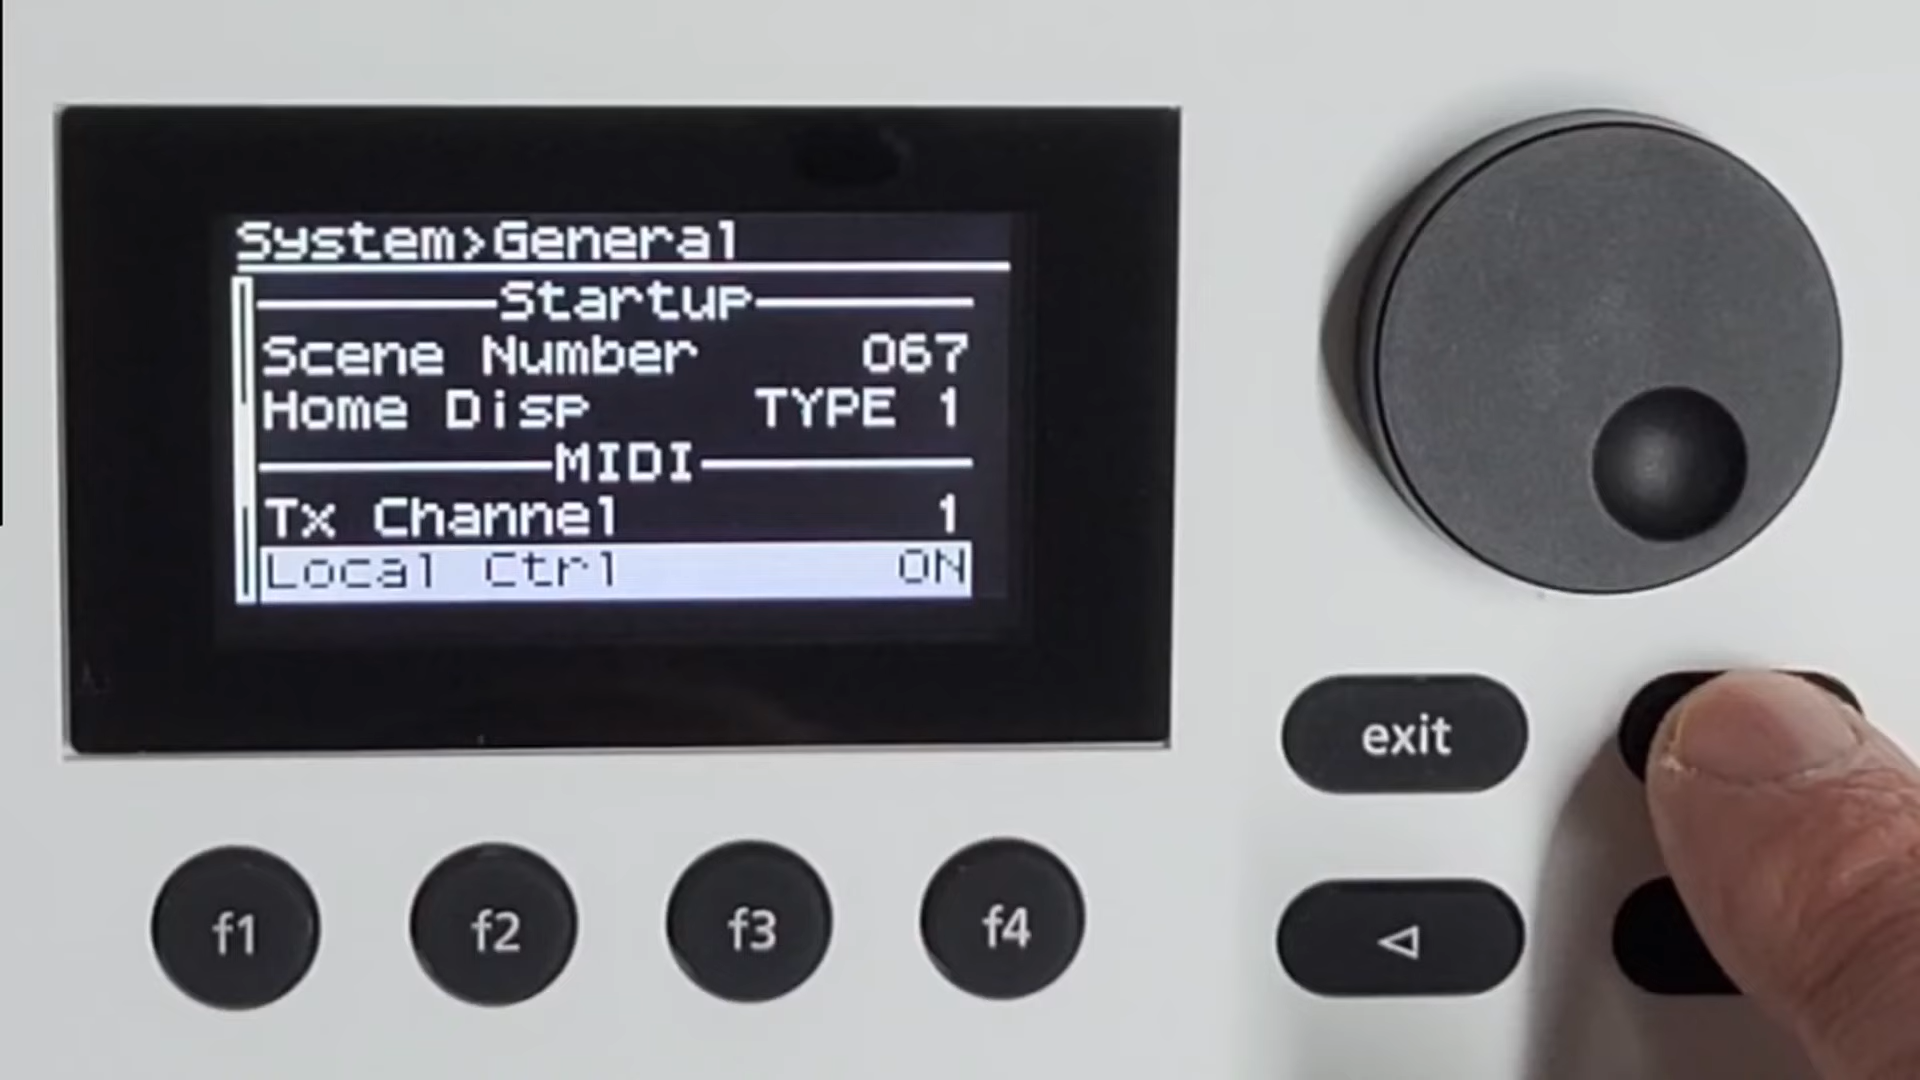 System>General
Startup
Scene Number 067
Home Disp TYPE 1
MIDI
Tx Channel 1
Local Ctrl ON
exit
f1 f2 f3 f4